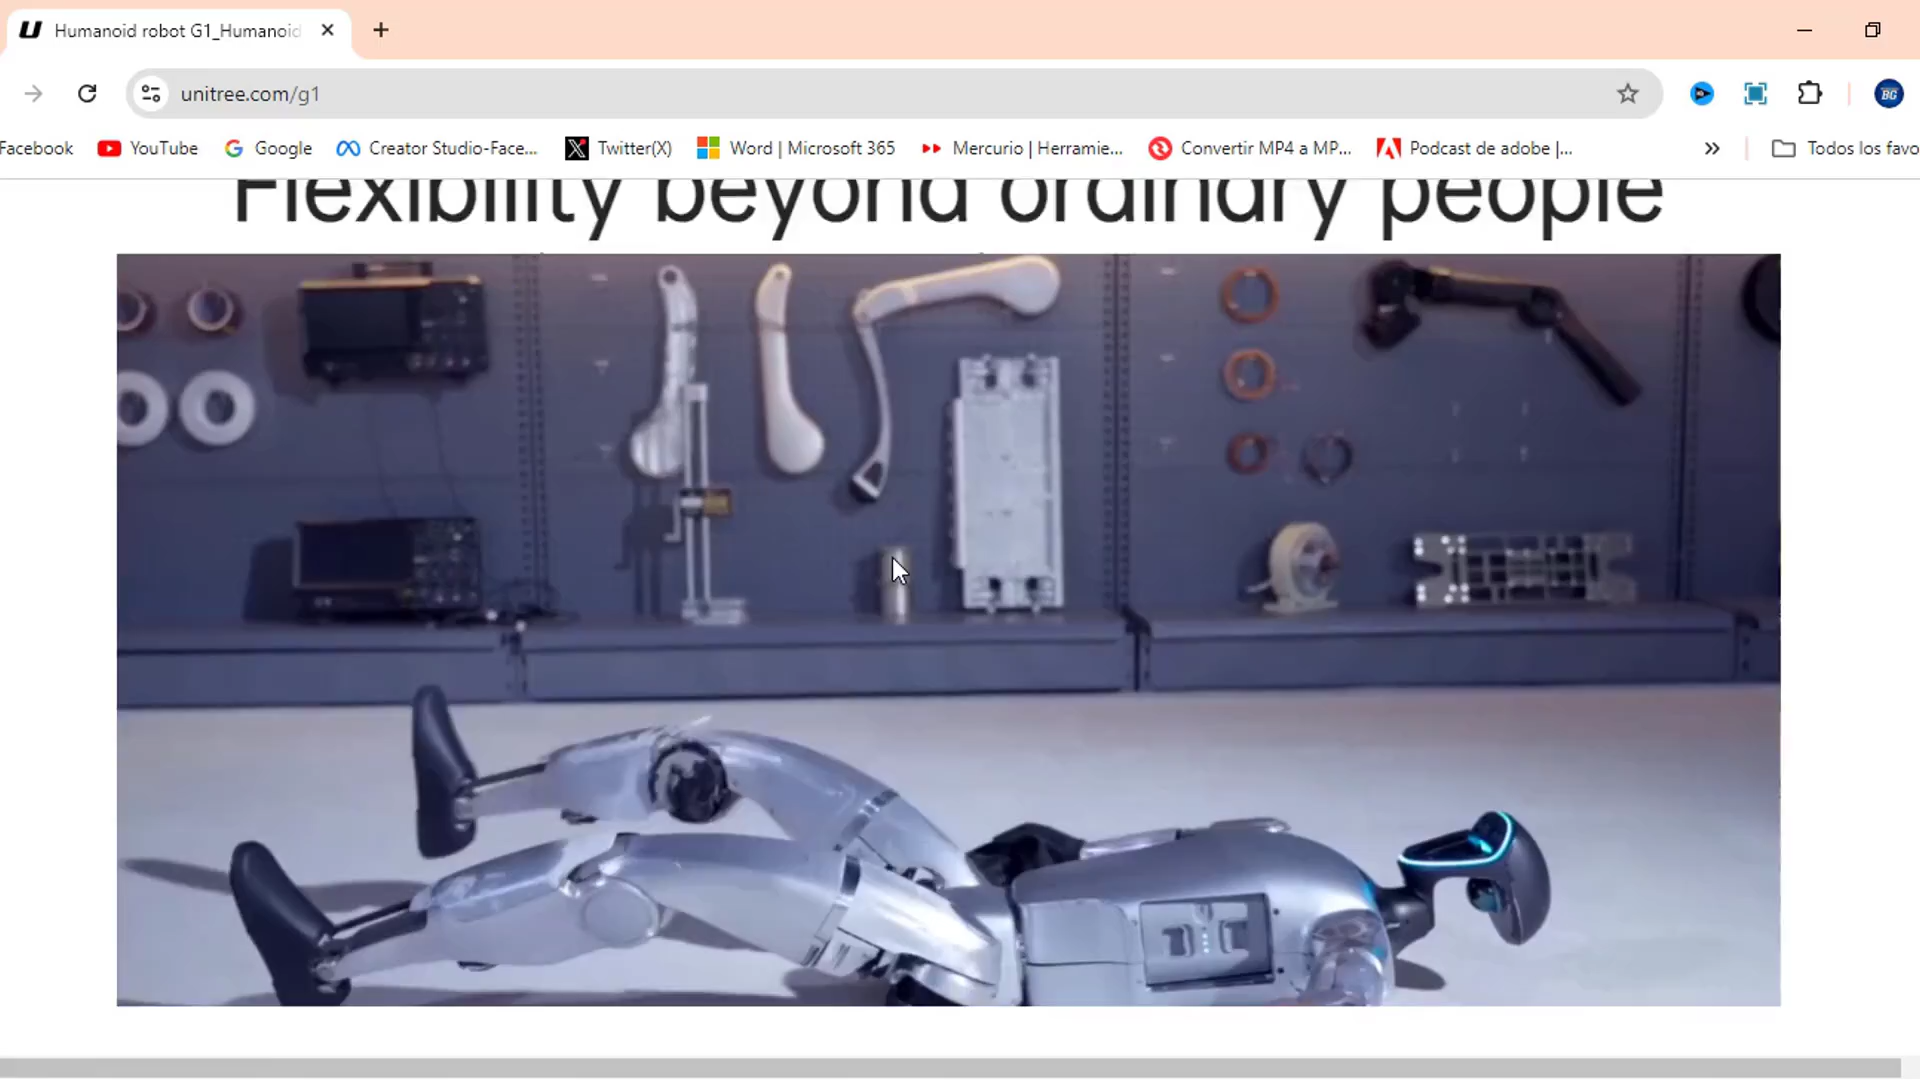 Humanoid robot G1_Humanoid
unitree.com/g1
BG
Facebook YouTube Google Creator Studio-Face... Twitter(X) Word | Microsoft 365 Mercurio | Herramie... Convertir MP4 a MP... Podcast de adobe |... Todos los favo
Flexibility beyond ordinary people